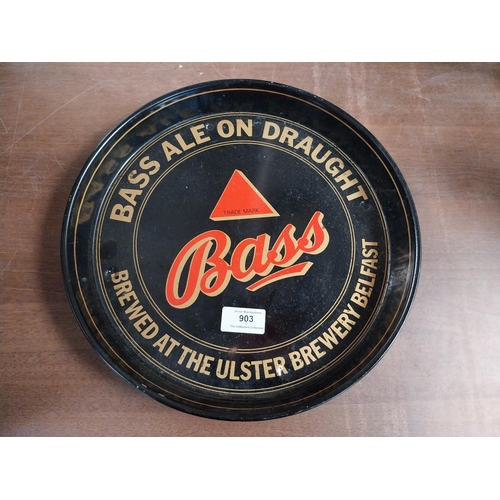 BASS ALE ON DRAUGHT
TRADE MARK
Bass
903
BREWED AT THE ULSTER BREWERY BELFAST